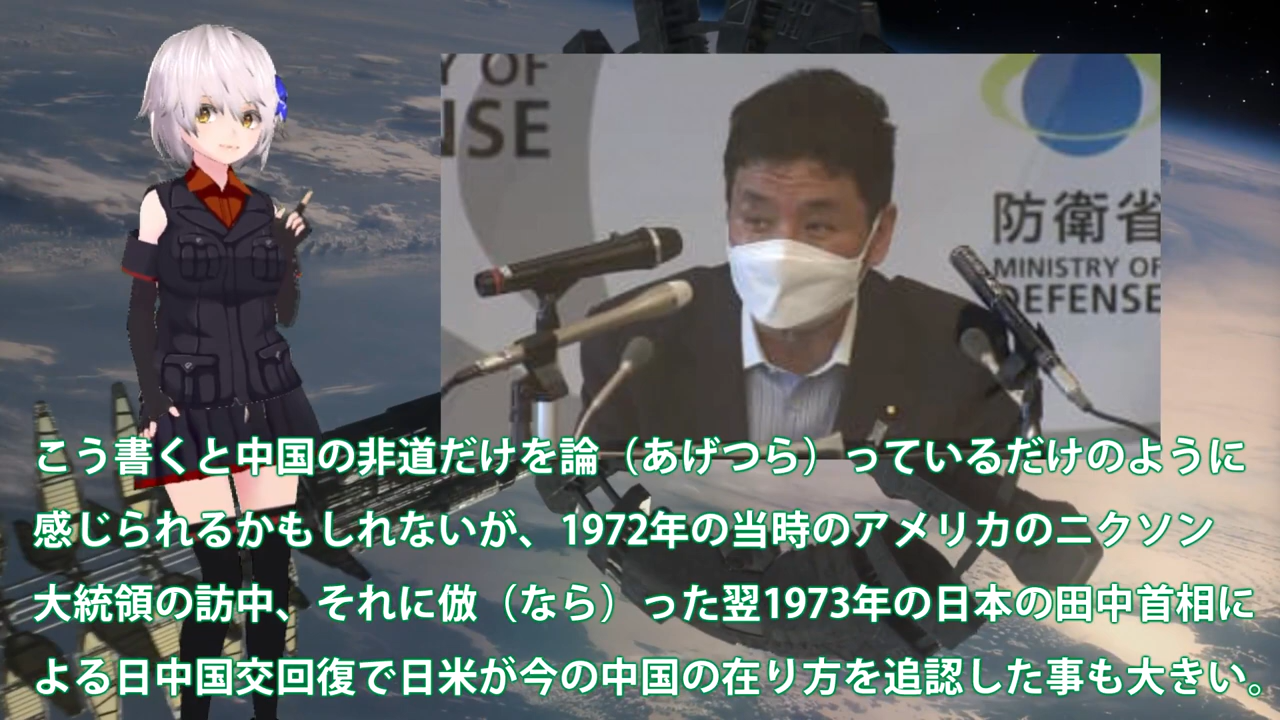 Y OF
NSE
防衛省
MINISTRY OF
DEFENSE
こう書くと中国の非道だけを論（あげつら）っているだけのように
感じられるかもしれないが、1972年の当時のアメリカのニクソン
大統領の訪中、それに倣（なら）った翌1973年の日本の田中首相に
よる日中国交回復で日米が今の中国の在り方を追認した事も大きい。